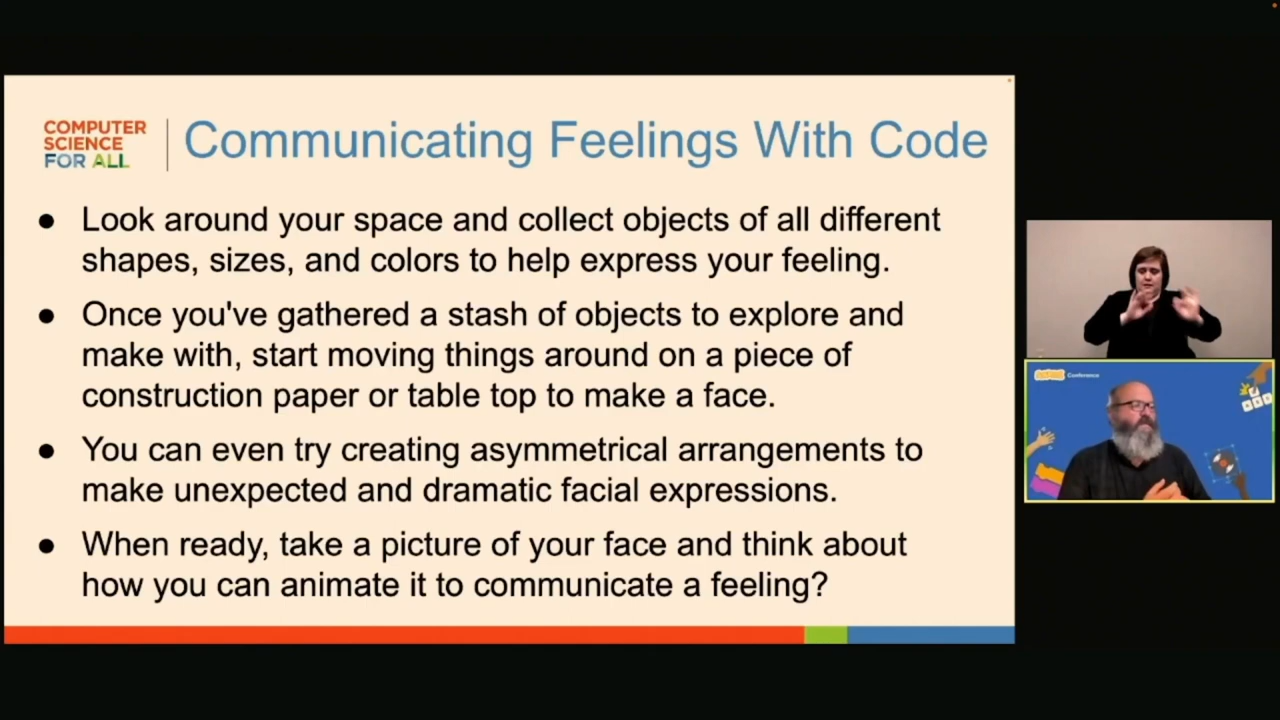 COMPUTER
SCIENCE
FOR ALL
Communicating Feelings With Code
● Look around your space and collect objects of all different
shapes, sizes, and colors to help express your feeling.
● Once you've gathered a stash of objects to explore and
make with, start moving things around on a piece of
construction paper or table top to make a face.
● You can even try creating asymmetrical arrangements to
make unexpected and dramatic facial expressions.
● When ready, take a picture of your face and think about
how you can animate it to communicate a feeling?
Conference